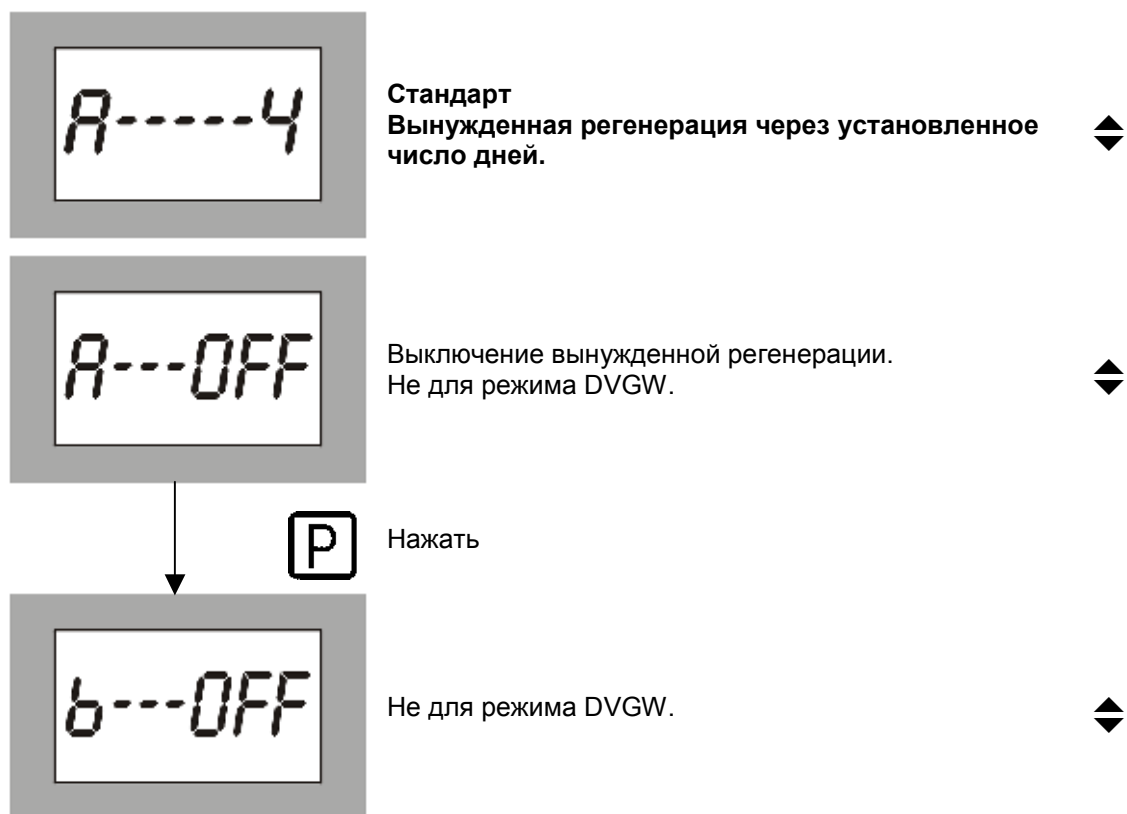 A-----4
Стандарт
Вынужденная регенерация через установленное
число дней.
A---OFF
Выключение вынужденной регенерации.
Не для режима DVGW.
P
Нажать
b---OFF
Не для режима DVGW.